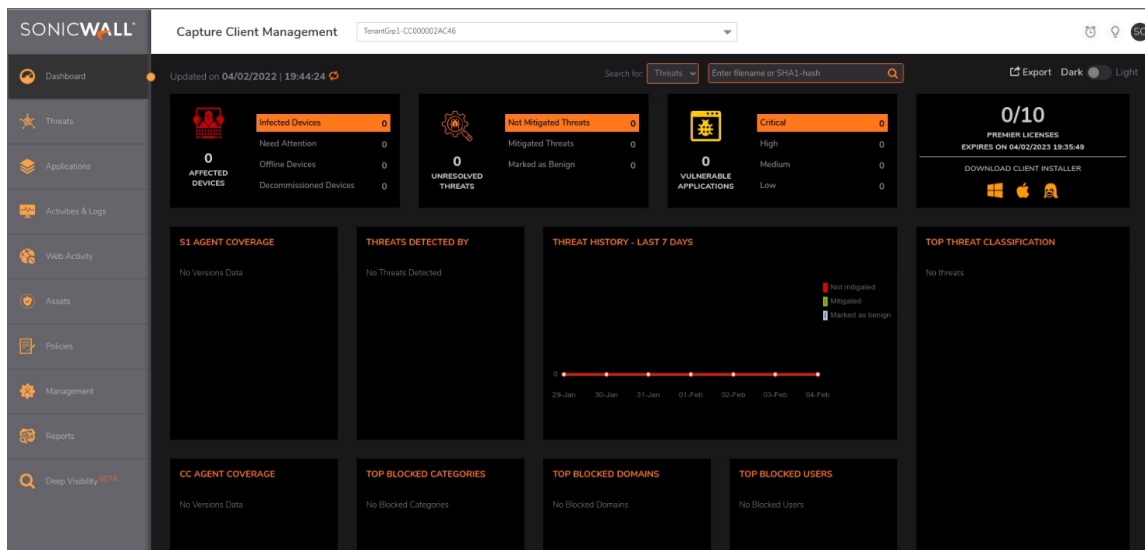 SONICWALL
Capture Client Management
TenantGrp1-CC000002AC46
SO
Dashboard
Threats
Applications
Activities & Logs
Web Activity
Assets
Policies
Management
Reports
Deep Visibility BETA
Updated on 04/02/2022 | 19:44:24
Search for: Threats
Enter filename or SHA1-hash
Export Dark Light
0
AFFECTED
DEVICES
Infected Devices 0
Need Attention 0
Offline Devices 0
Decommissioned Devices 0
0
UNRESOLVED
THREATS
Not Mitigated Threats 0
Mitigated Threats 0
Marked as Benign 0
0
VULNERABLE
APPLICATIONS
Critical 0
High 0
Medium 0
Low 0
0/10
PREMIER LICENSES
EXPIRES ON 04/02/2023 19:35:49
DOWNLOAD CLIENT INSTALLER
S1 AGENT COVERAGE
No Versions Data
THREATS DETECTED BY
No Threats Detected
THREAT HISTORY - LAST 7 DAYS
Not mitigated
Mitigated
Marked as benign
0
29-Jan 30-Jan 31-Jan 01-Feb 02-Feb 03-Feb 04-Feb
TOP THREAT CLASSIFICATION
No threats
CC AGENT COVERAGE
No Versions Data
TOP BLOCKED CATEGORIES
No Blocked Categories
TOP BLOCKED DOMAINS
No Blocked Domains
TOP BLOCKED USERS
No Blocked Users